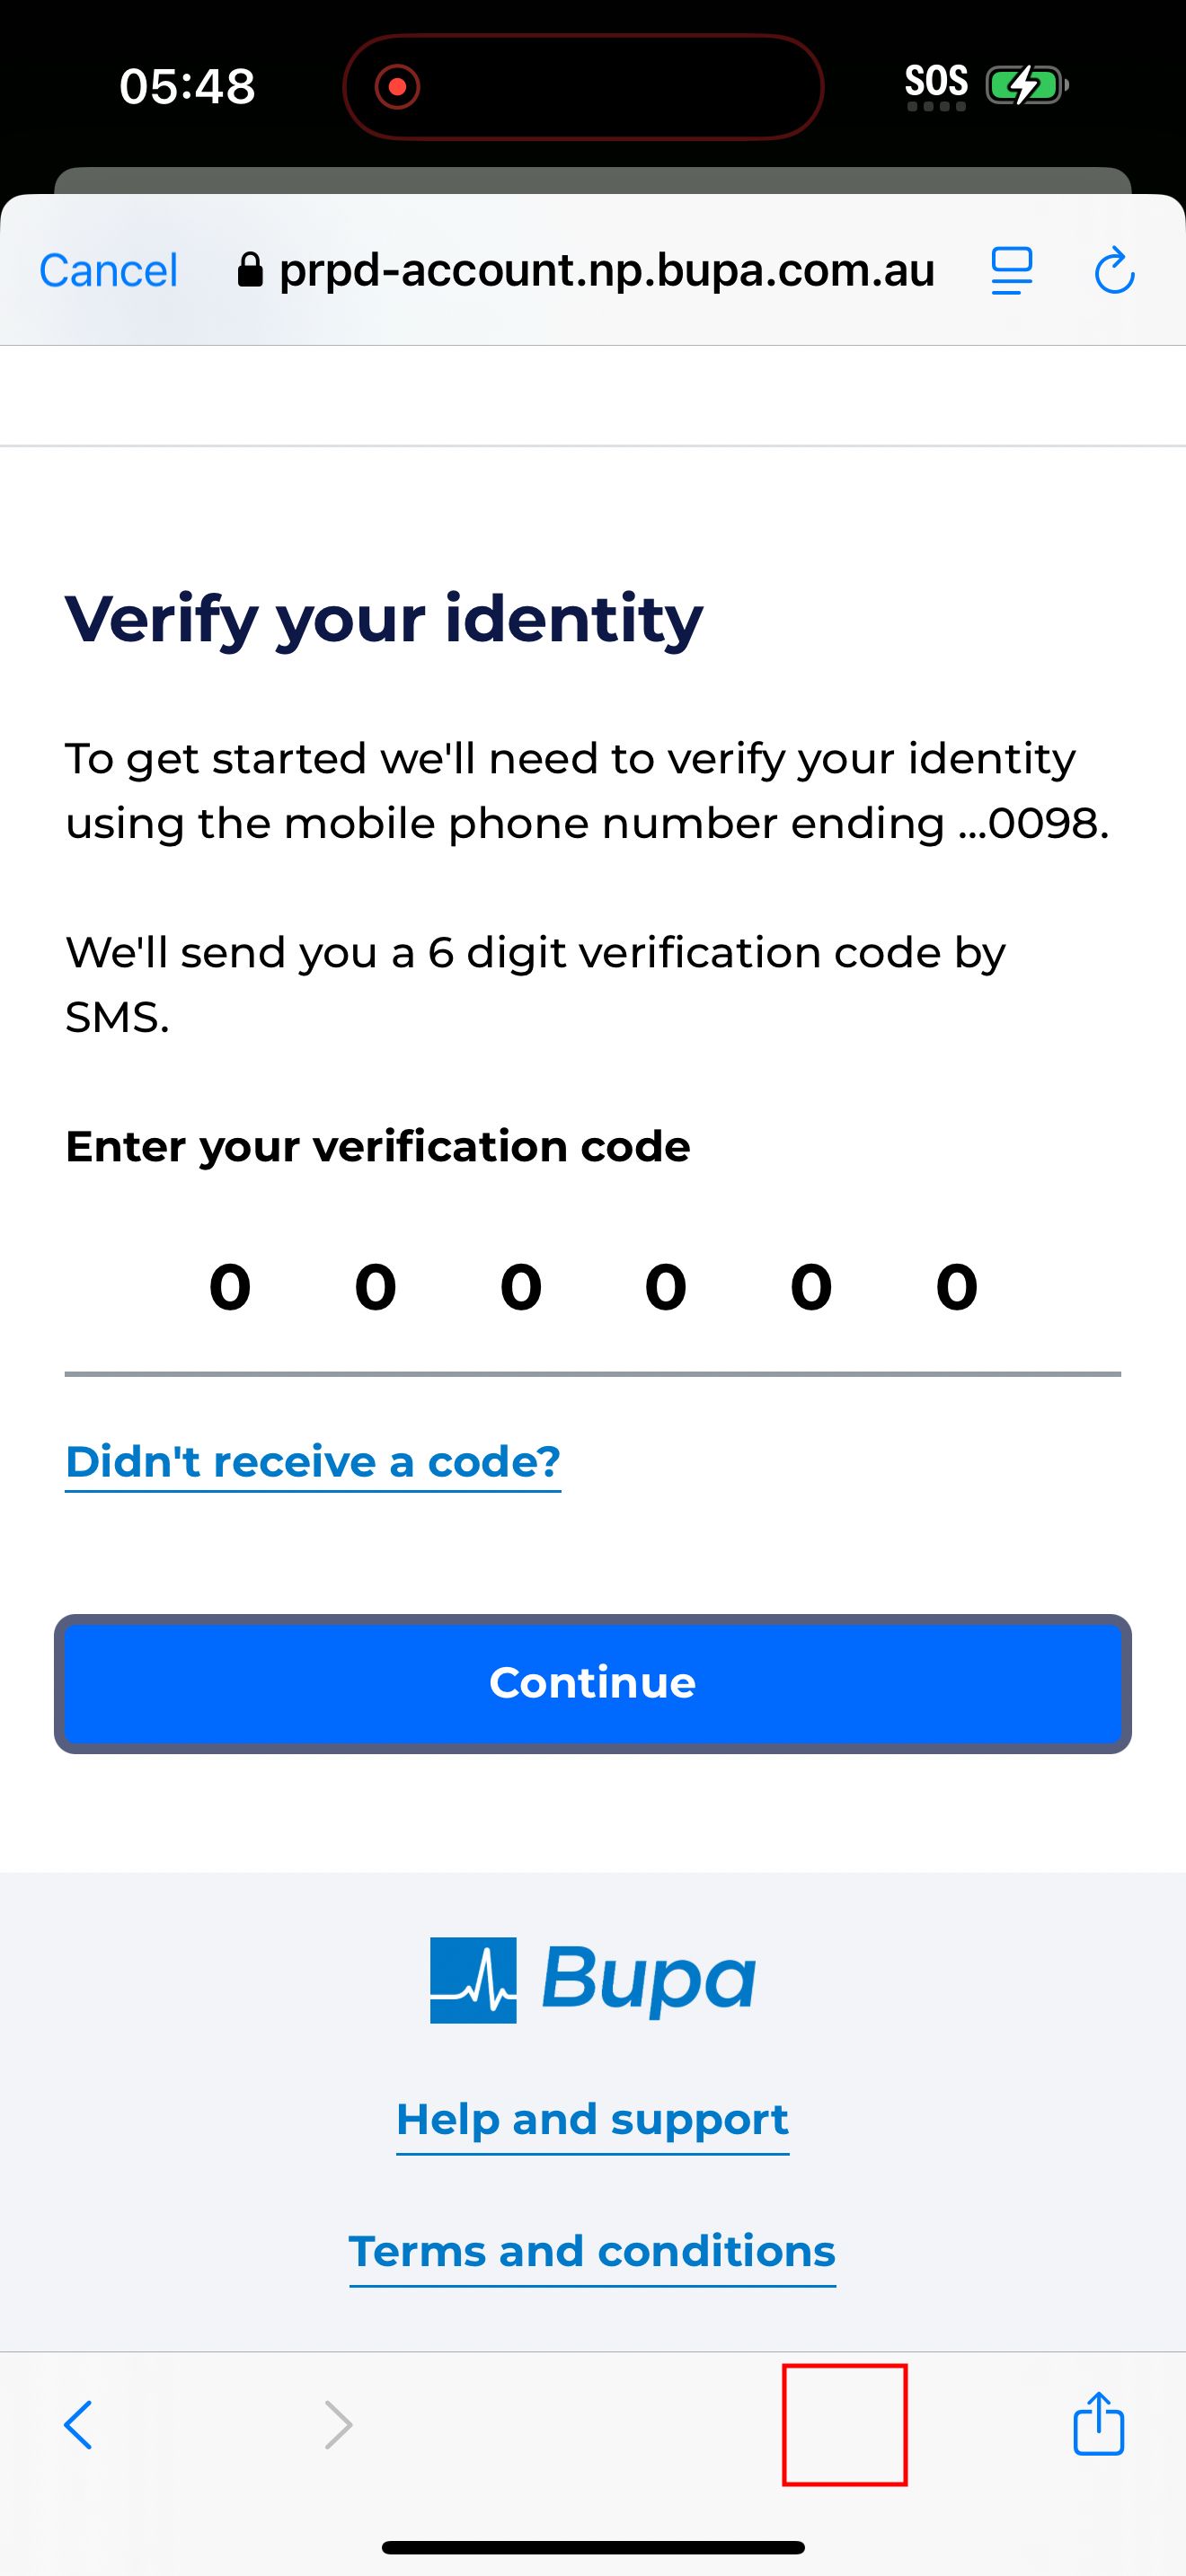 05:48
SOS
Cancel
prpd-account.np.bupa.com.au
Verify your identity
To get started we'll need to verify your identity
using the mobile phone number ending ...0098.
We'll send you a 6 digit verification code by
SMS.
Enter your verification code
0 0 0 0 0 0
Didn't receive a code?
Continue
Bupa
Help and support
Terms and conditions